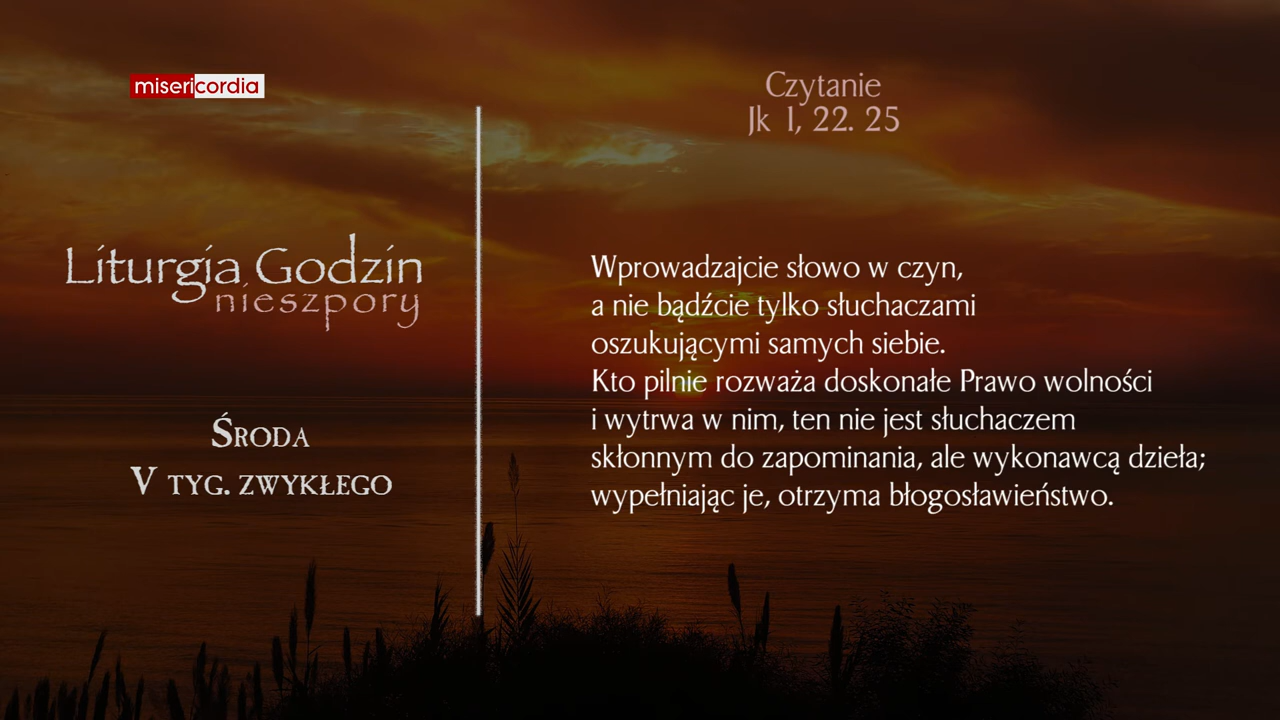 misericordia
Czytanie
Jk 1, 22. 25
Liturgia Godzin
nieszpory
Środa
V tyg. zwykłego
Wprowadzajcie słowo w czyn,
a nie bądźcie tylko słuchaczami
oszukującymi samych siebie.
Kto pilnie rozważa doskonałe Prawo wolności
i wytrwa w nim, ten nie jest słuchaczem
skłonnym do zapominania, ale wykonawcą dzieła;
wypełniając je, otrzyma błogosławieństwo.